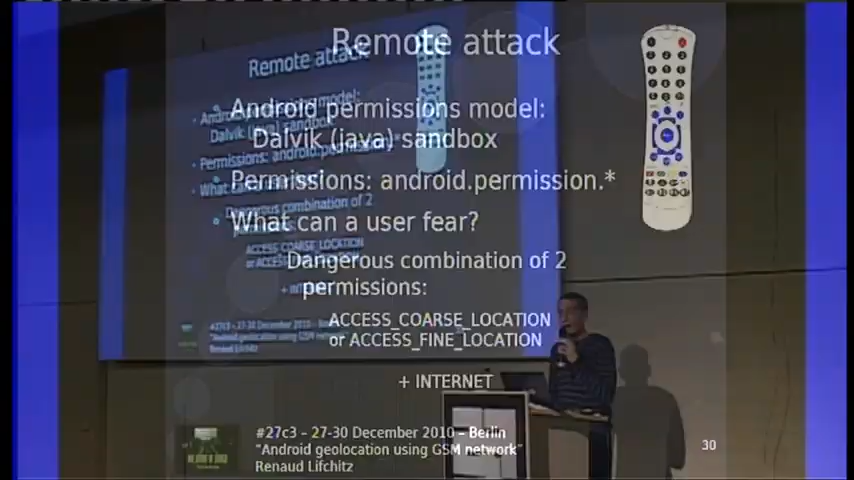 Remote attack
Android permissions model:
Dalvik (java) sandbox
Permissions: android.permission.*
What can a user fear?
Dangerous combination of 2
permissions:
ACCESS_COARSE_LOCATION
or ACCESS_FINE_LOCATION
+ INTERNET
#27c3 – 27-30 December 2010 – Berlin
"Android geolocation using GSM network"
Renaud Lifchitz
30